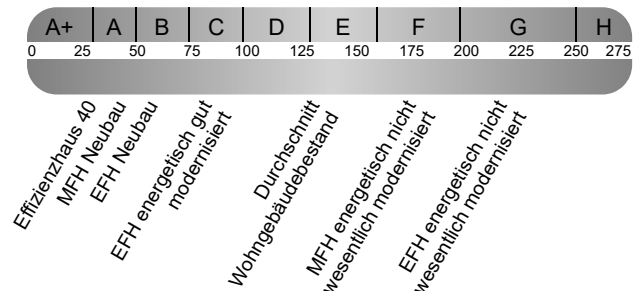 A+ A B C D E F G H
0 25 50 75 100 125 150 175 200 225 250 275
Effizienzhaus 40
MFH Neubau
EFH Neubau
EFH energetisch gut
modernisiert
Durchschnitt
Wohngebäudebestand
MFH energetisch nicht
wesentlich modernisiert
EFH energetisch nicht
wesentlich modernisiert